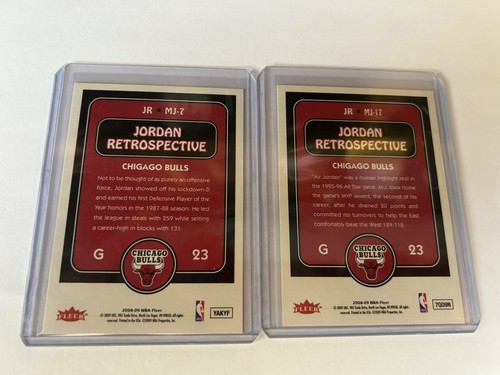 JR ★ MJ-7
JORDAN
RETROSPECTIVE
CHIGAGO BULLS
Not to be thought of as purely an offensive
force, Jordan showed off his lockdown-D
and earned his first Defensive Player of the
Year honors in the 1987-88 season. He led
the league in steals with 259 while setting
a career-high in blocks with 131.
G
CHICAGO
BULLS
23
FLEER
2008-09 NBA Fleer
YAKYF
JR ★ MJ-17
JORDAN
RETROSPECTIVE
CHIGAGO BULLS
"Air Jordan" was a human highlight reel in
the 1995-96 All Star game. M.J. took home
the game's MVP award, the second of his
career, after he drained 20 points and
committed no turnovers to help the East
comfortably beat the West 129-118.
G
CHICAGO
BULLS
23
FLEER
2008-09 NBA Fleer